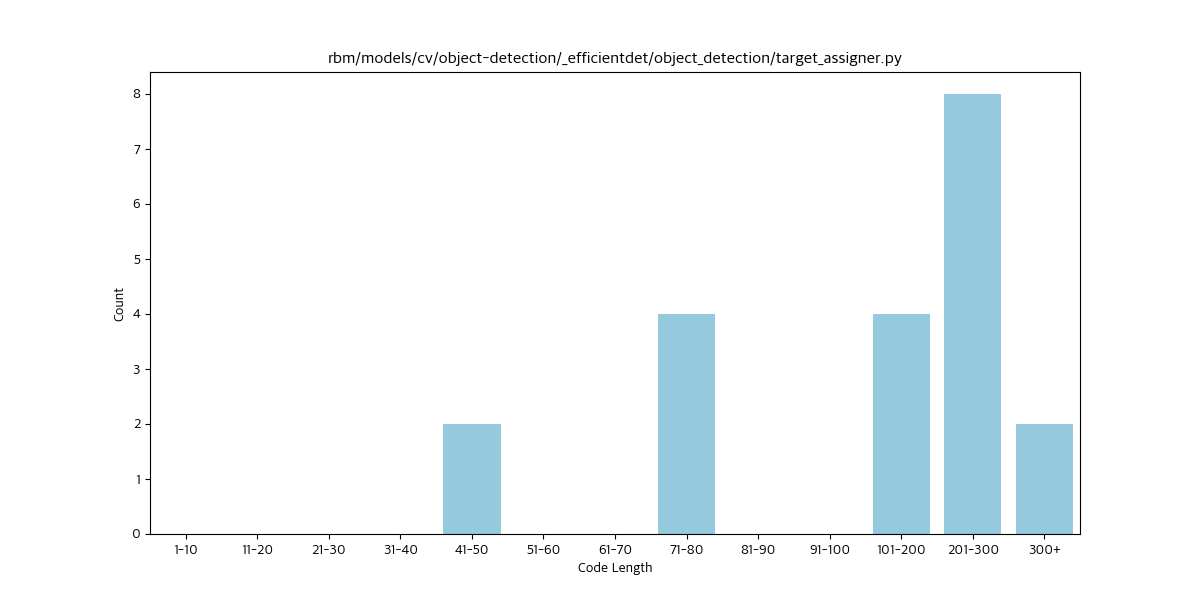 rbm/models/cv/object-detection/_efficientdet/object_detection/target_assigner.py
8
7
6
5
4
3
2
1
0
Count
1-10 11-20 21-30 31-40 41-50 51-60 61-70 71-80 81-90 91-100 101-200 201-300 300+
Code Length